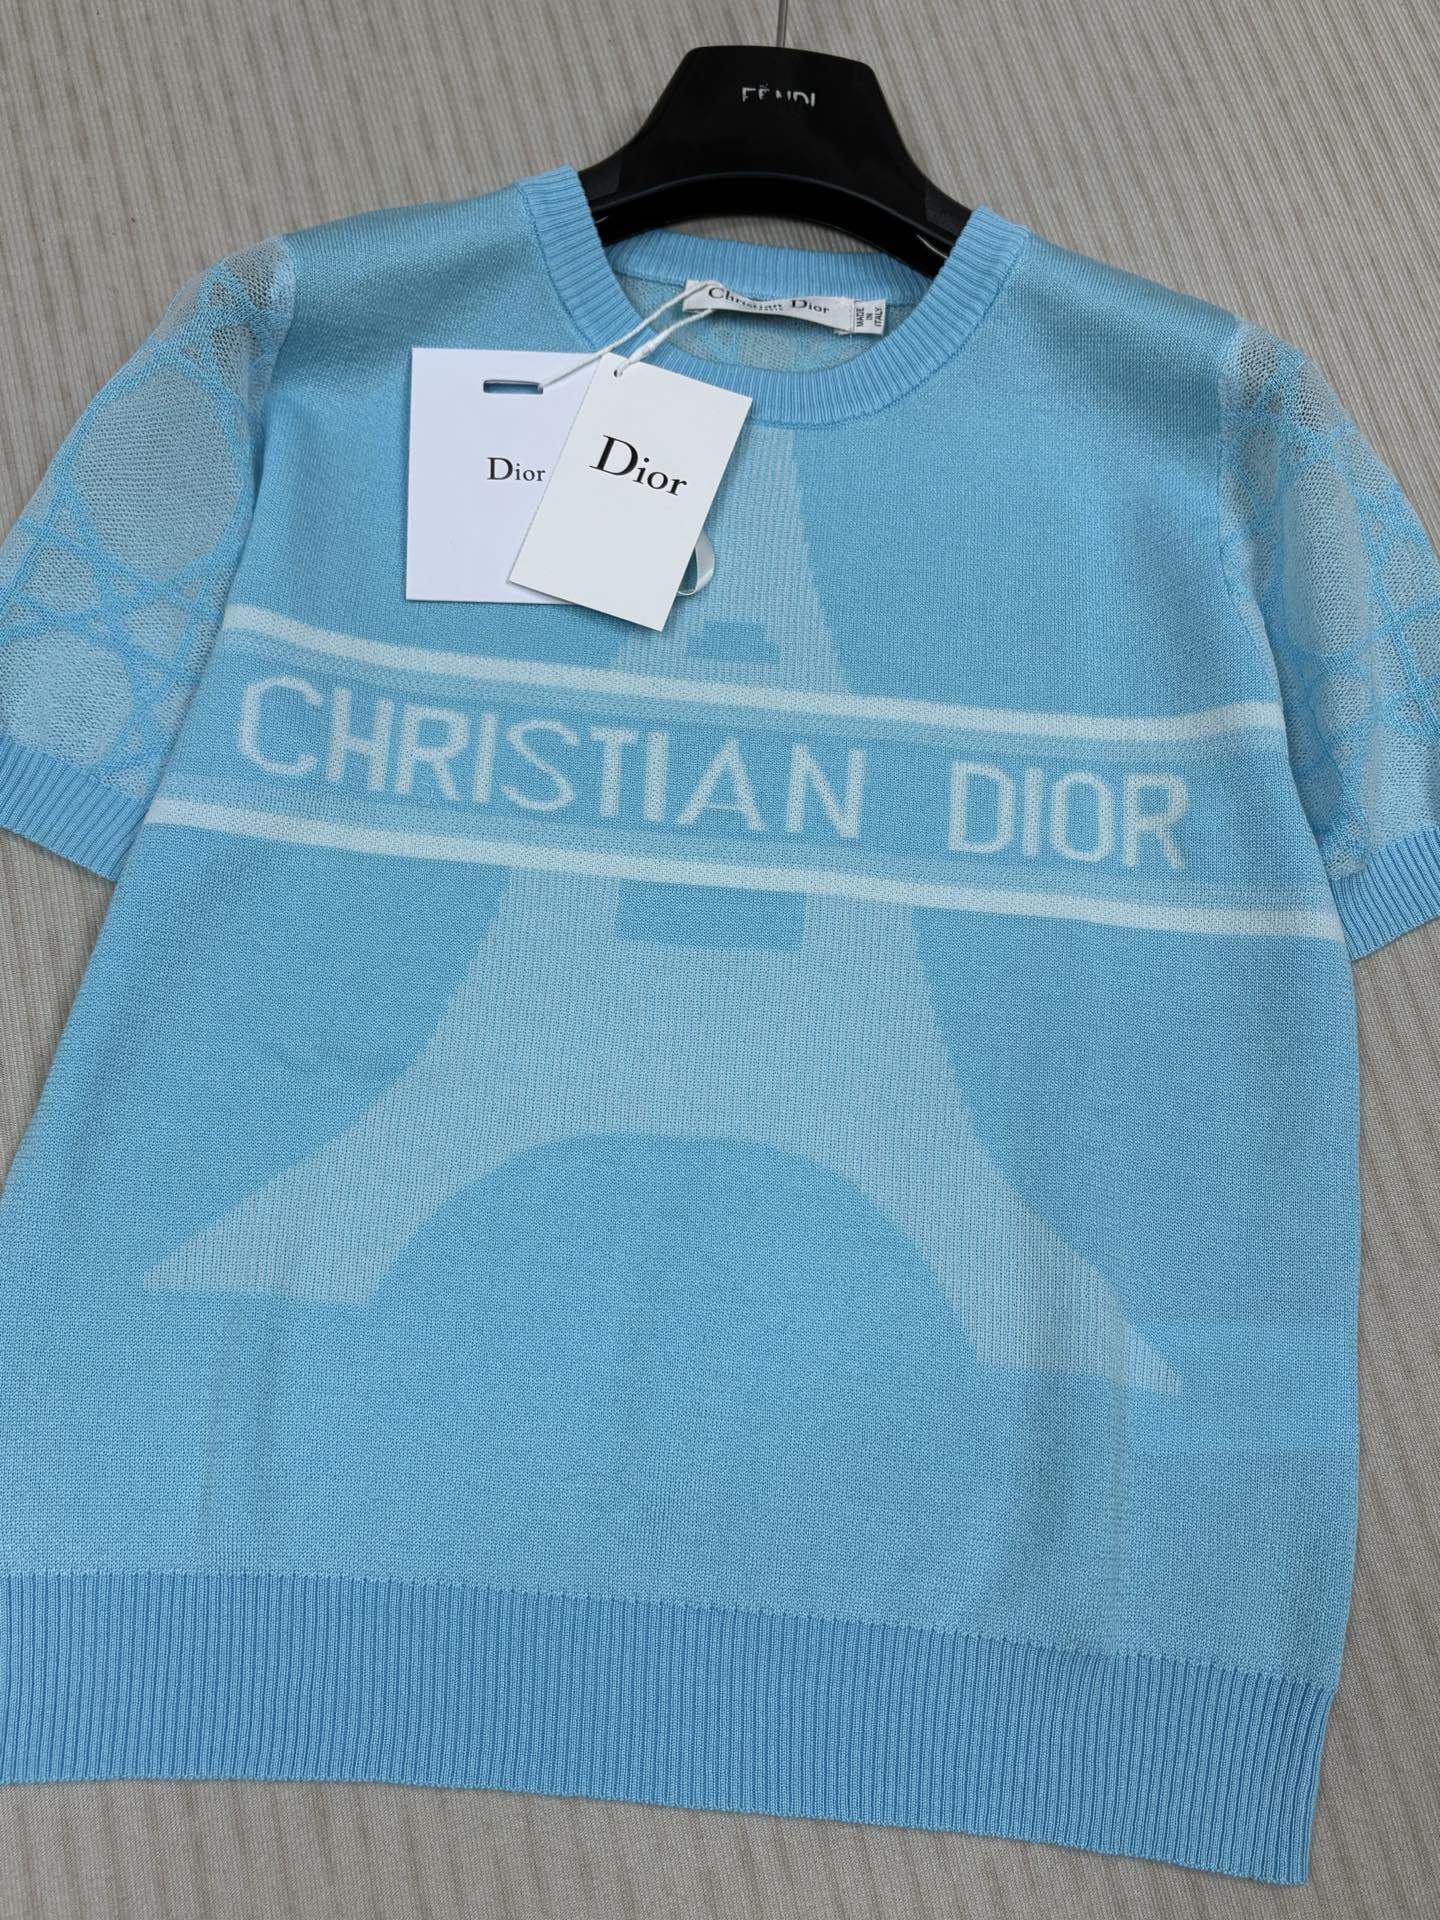 FENDI
Christian Dior
MADE
IN
ITALY
Dior
Dior
CHRISTIAN DIOR